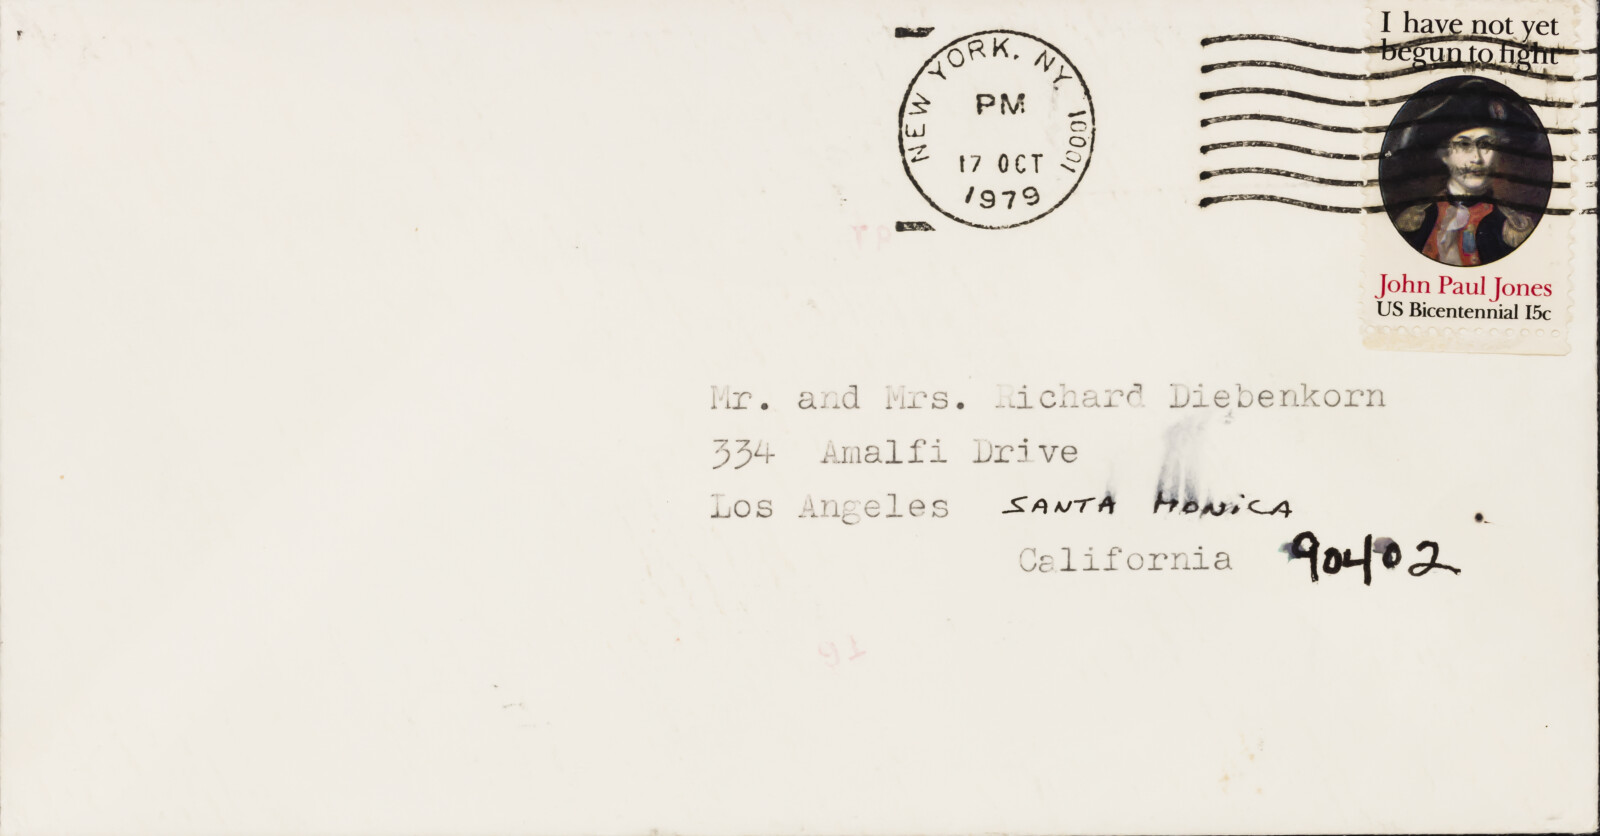 NEW YORK, NY. 10001
PM
17 OCT
1979
I have not yet
begun to fight
John Paul Jones
US Bicentennial 15c
Mr. and Mrs. Richard Diebenkorn
334 Amalfi Drive
Los Angeles SANTA MONICA
California 90402